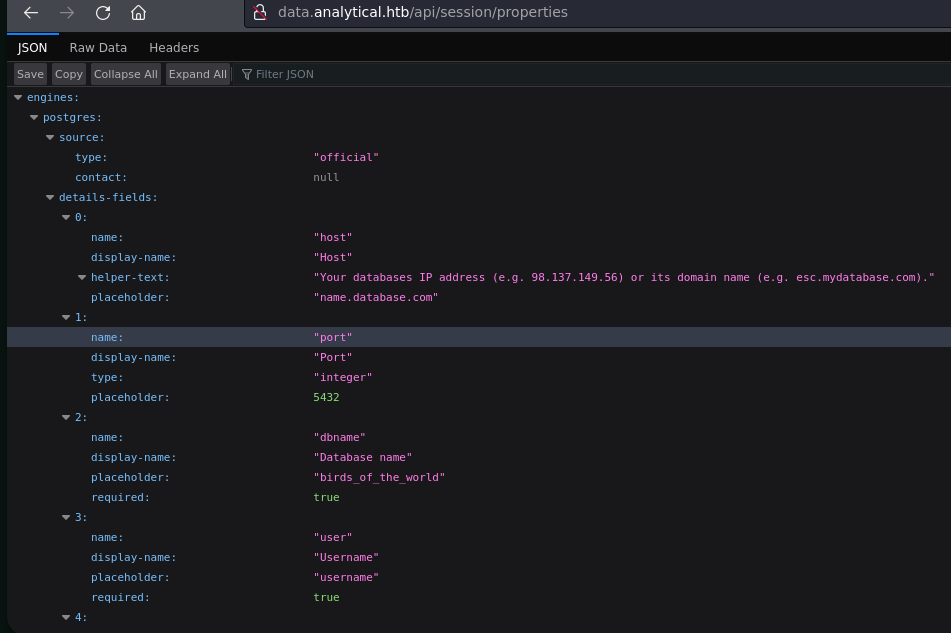 data.analytical.htb/api/session/properties
JSON Raw Data Headers
Save Copy Collapse All Expand All Filter JSON
engines:
postgres:
source:
type: "official"
contact: null
details-fields:
0:
name: "host"
display-name: "Host"
helper-text: "Your databases IP address (e.g. 98.137.149.56) or its domain name (e.g. esc.mydatabase.com)."
placeholder: "name.database.com"
1:
name: "port"
display-name: "Port"
type: "integer"
placeholder: 5432
2:
name: "dbname"
display-name: "Database name"
placeholder: "birds_of_the_world"
required: true
3:
name: "user"
display-name: "Username"
placeholder: "username"
required: true
4: